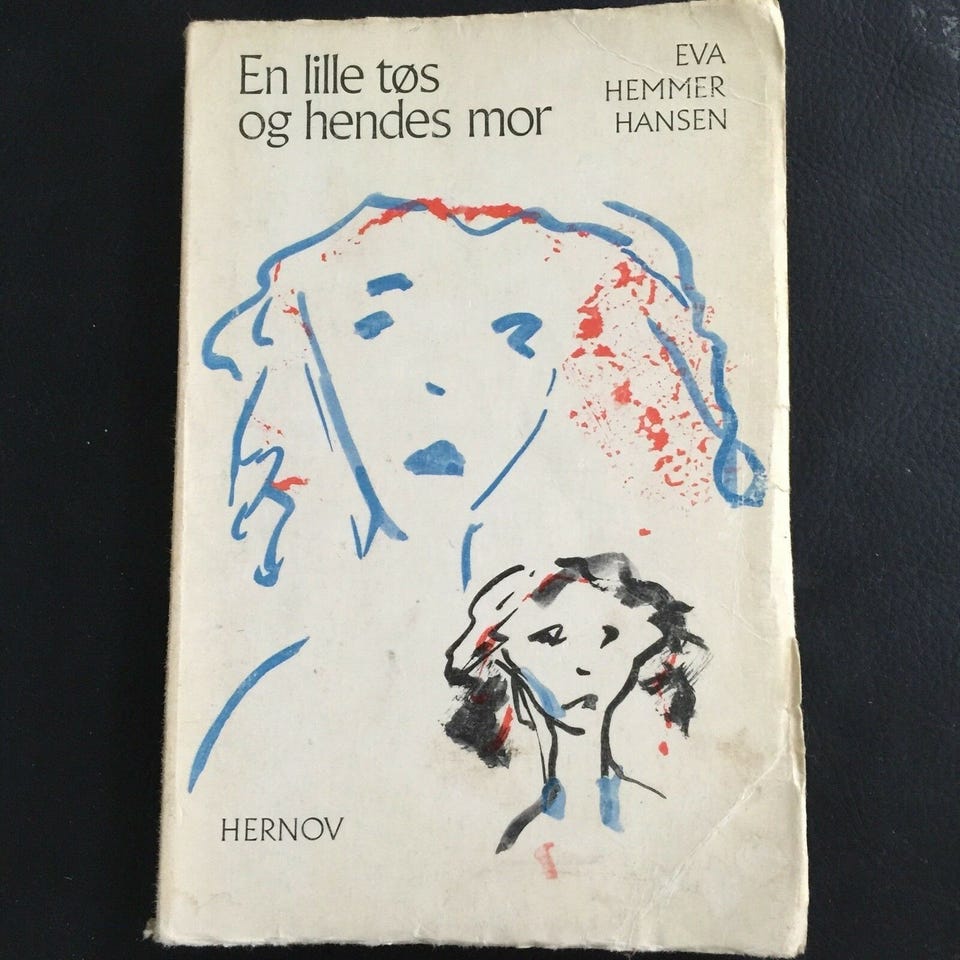 En lille tøs
og hendes mor
EVA
HEMMER
HANSEN
HERNOV